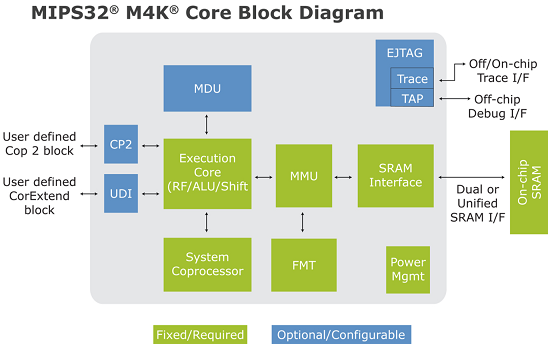 MIPS32® M4K® Core Block Diagram
EJTAG
Trace
TAP
Off/On-chip
Trace I/F
Off-chip
Debug I/F
MDU
User defined
Cop 2 block
CP2
User defined
CorExtend
block
UDI
Execution
Core
(RF/ALU/Shift
MMU
SRAM
Interface
Dual or
Unified
SRAM I/F
On-chip
SRAM
System
Coprocessor
FMT
Power
Mgmt
Fixed/Required
Optional/Configurable